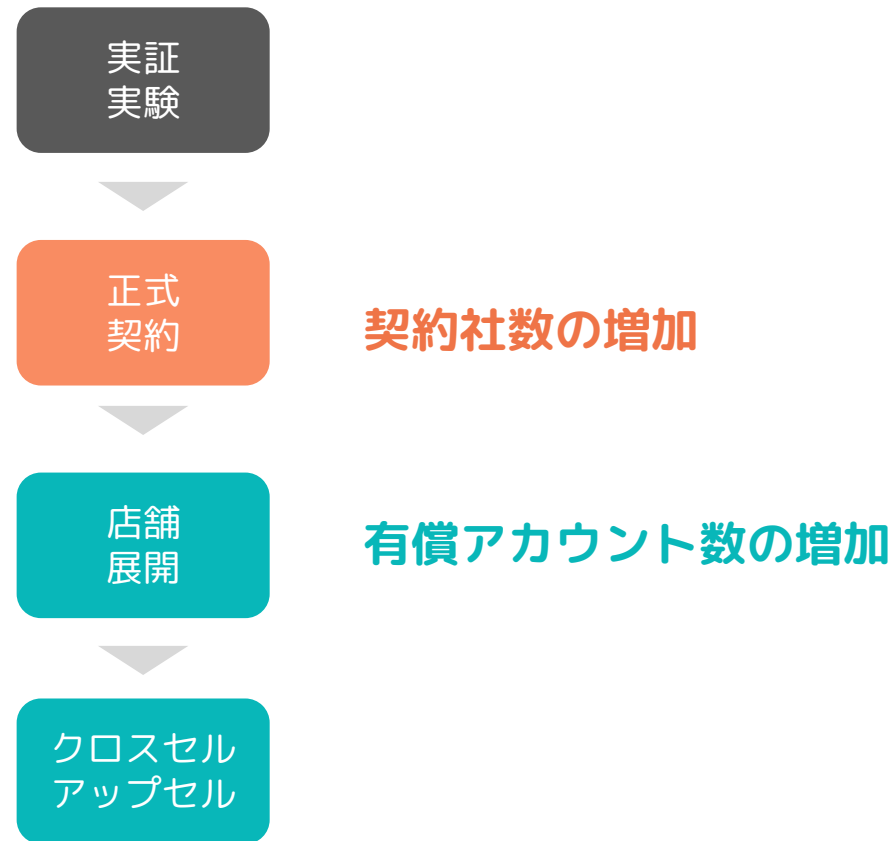 実証
実験
正式
契約
契約社数の増加
店舗
展開
有償アカウント数の増加
クロスセル
アップセル